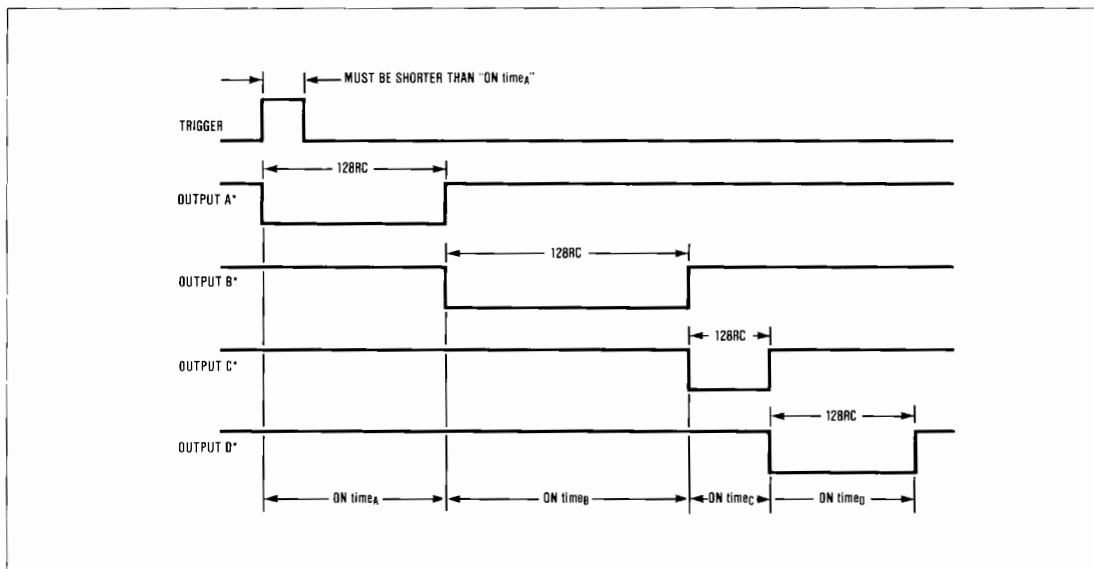 MUST BE SHORTER THAN "ON timeA"
TRIGGER
128RC
OUTPUT A*
128RC
OUTPUT B*
128RC
OUTPUT C*
128RC
OUTPUT D*
ON timeA
ON timeB
ON timeC
ON timeD